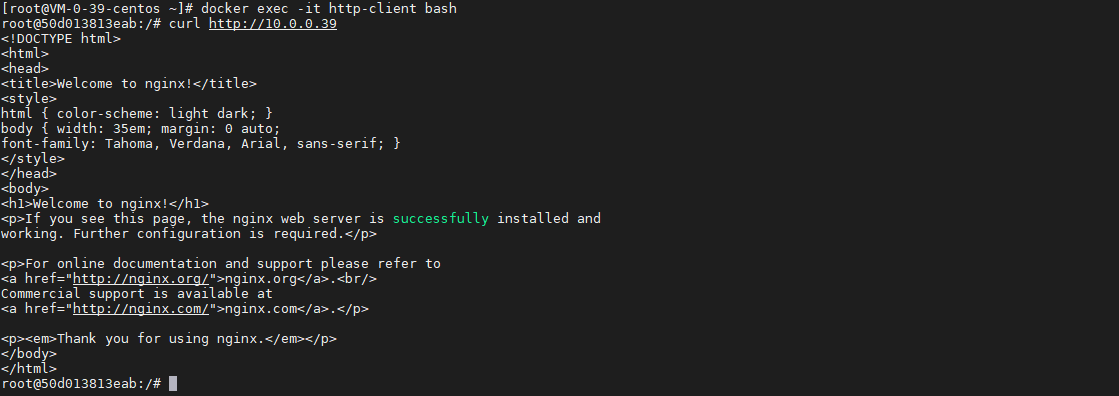 [root@VM-0-39-centos ~]# docker exec -it http-client bash
root@50d013813eab:/# curl http://10.0.0.39
<!DOCTYPE html>
<html>
<head>
<title>Welcome to nginx!</title>
<style>
html { color-scheme: light dark; }
body { width: 35em; margin: 0 auto;
font-family: Tahoma, Verdana, Arial, sans-serif; }
</style>
</head>
<body>
<h1>Welcome to nginx!</h1>
<p>If you see this page, the nginx web server is successfully installed and
working. Further configuration is required.</p>

<p>For online documentation and support please refer to
<a href="http://nginx.org/">nginx.org</a>.<br/>
Commercial support is available at
<a href="http://nginx.com/">nginx.com</a>.</p>

<p><em>Thank you for using nginx.</em></p>
</body>
</html>
root@50d013813eab:/#